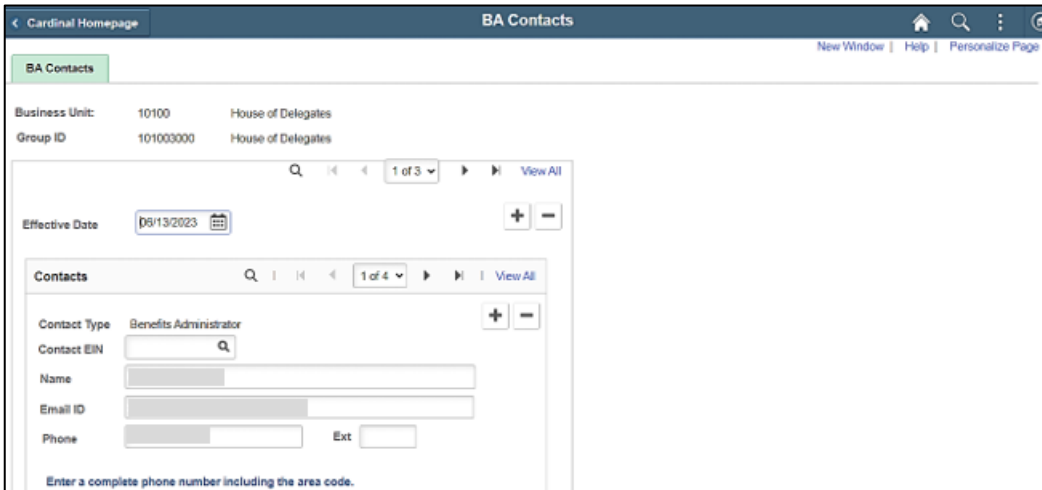 Cardinal Homepage BA Contacts
New Window | Help | Personalize Page
BA Contacts
Business Unit: 10100 House of Delegates
Group ID 101003000 House of Delegates
1 of 3 View All
Effective Date 06/13/2023
Contacts 1 of 4 View All
Contact Type Benefits Administrator
Contact EIN
Name
Email ID
Phone Ext
Enter a complete phone number including the area code.